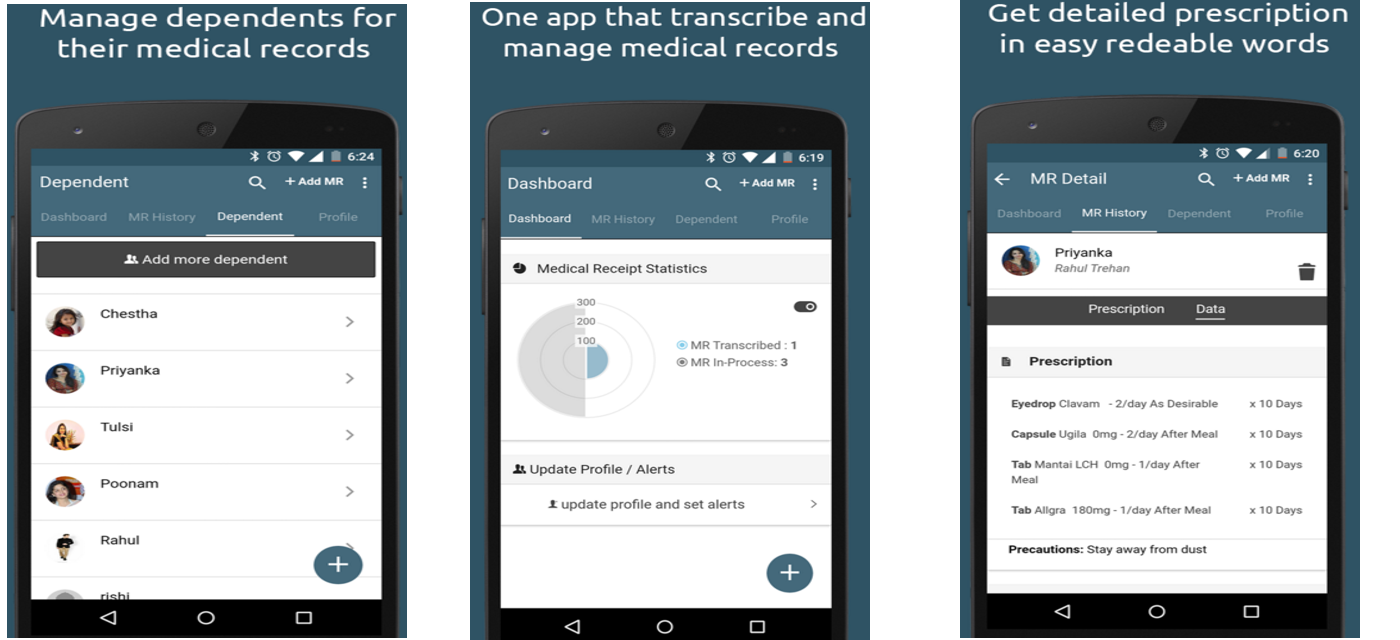 Manage dependents for
their medical records
6:24
Dependent
+ Add MR
Dashboard MR History Dependent Profile
Add more dependent
Chestha
Priyanka
Tulsi
Poonam
Rahul
rishi
One app that transcribe and
manage medical records
6:19
Dashboard
+ Add MR
Dashboard MR History Dependent Profile
Medical Receipt Statistics
300
200
100
MR Transcribed : 1
MR In-Process: 3
Update Profile / Alerts
update profile and set alerts
Get detailed prescription
in easy redeable words
6:20
MR Detail
+ Add MR
Dashboard MR History Dependent Profile
Priyanka
Rahul Trehan
Prescription Data
Prescription
Eyedrop Clavam - 2/day As Desirable x 10 Days
Capsule Ugila 0mg - 2/day After Meal x 10 Days
Tab Mantai LCH 0mg - 1/day After x 10 Days
Meal
Tab Allgra 180mg - 1/day After Meal x 10 Days
Precautions: Stay away from dust